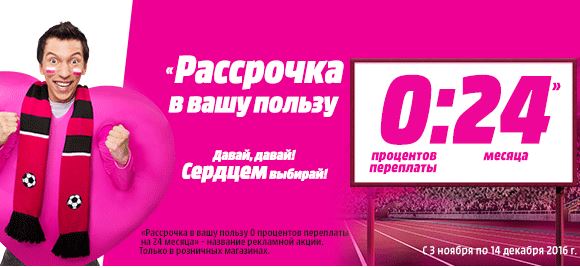 «Рассрочка
в вашу пользу
0:24»
процентов переплаты
месяца
Давай, давай!
Сердцем выбирай!
«Рассрочка в вашу пользу 0 процентов переплаты
на 24 месяца» - название рекламной акции.
Только в розничных магазинах.
С 3 ноября по 14 декабря 2016 г.